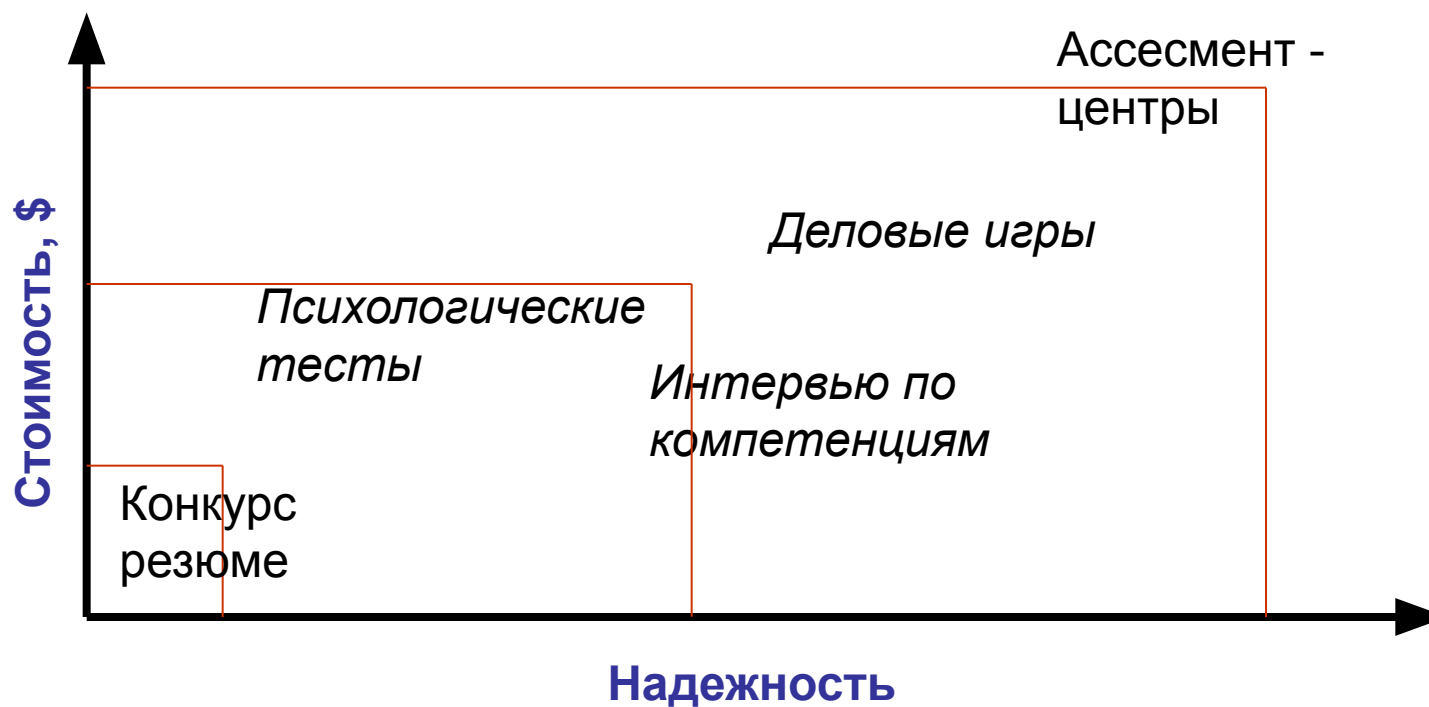 Ассесмент -
центры
Стоимость, $
Деловые игры
Психологические
тесты
Интервью по
компетенциям
Конкурс
резюме
Надежность